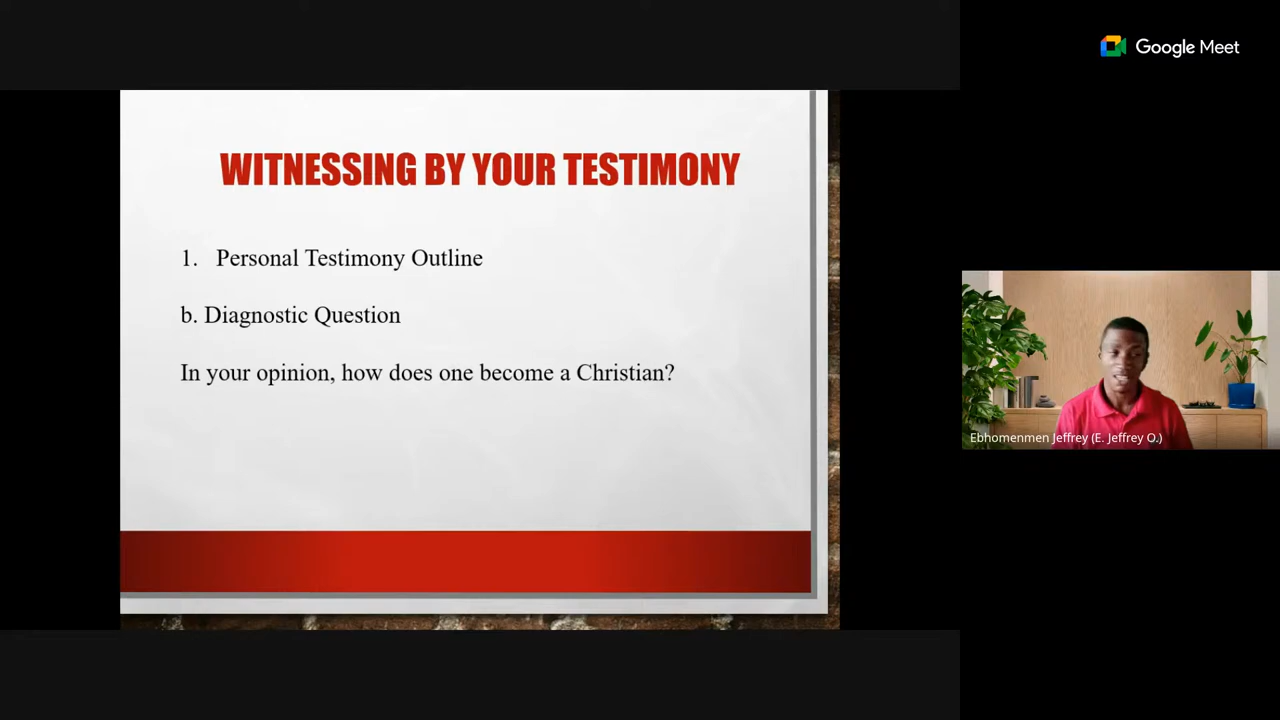 Google Meet
WITNESSING BY YOUR TESTIMONY
1. Personal Testimony Outline
b. Diagnostic Question
In your opinion, how does one become a Christian?
Ebhomenmen Jeffrey (E. Jeffrey O.)